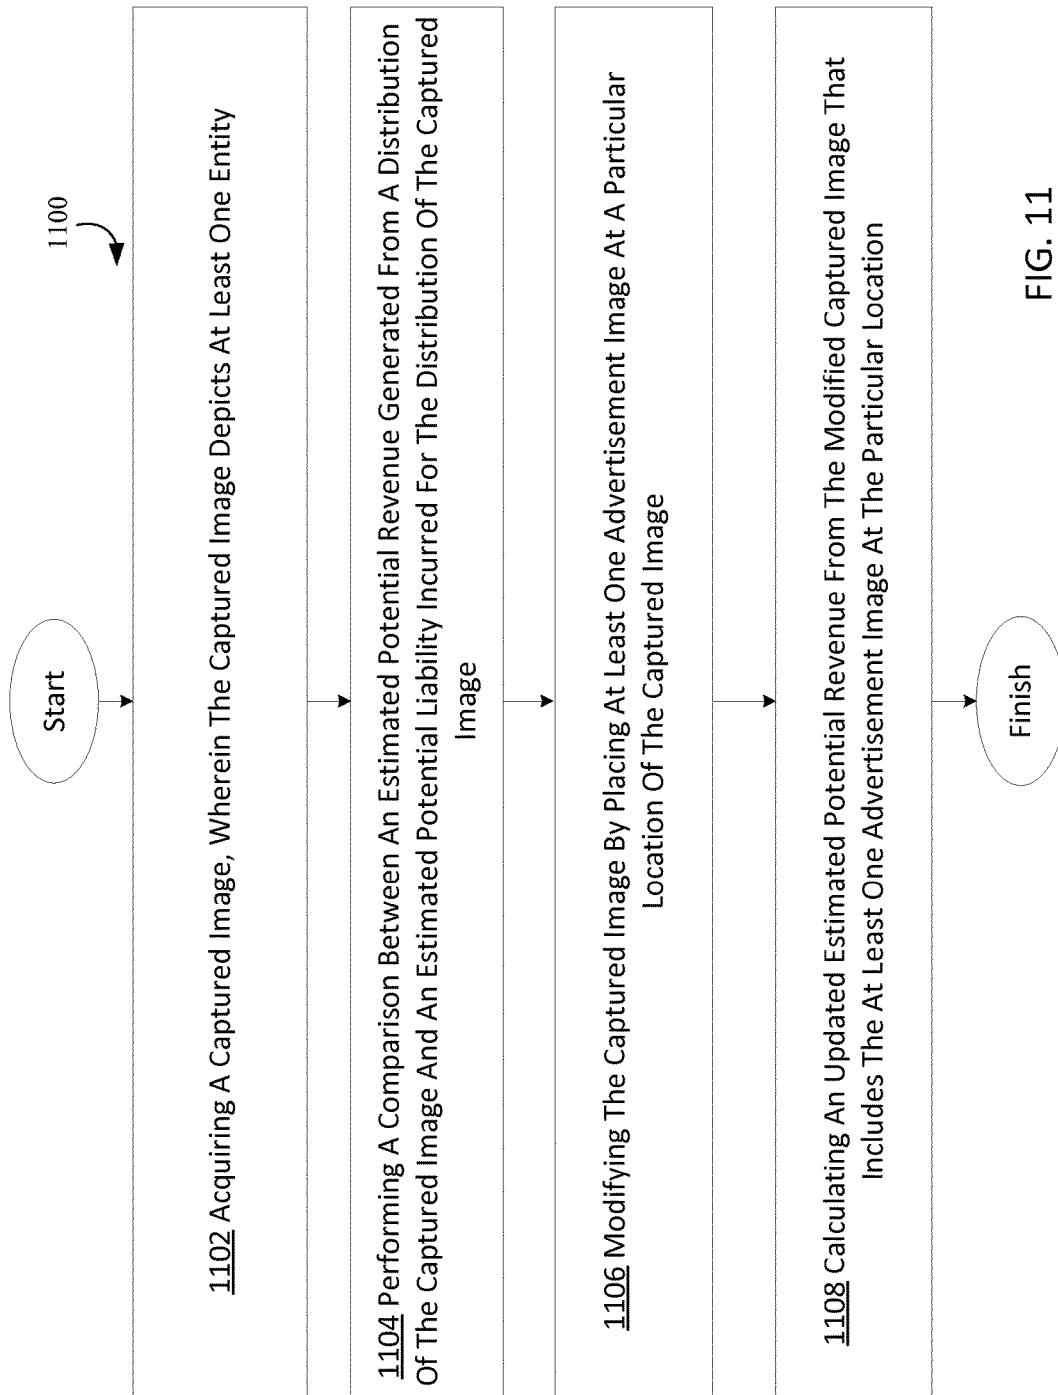 1100
Start
1102 Acquiring A Captured Image, Wherein The Captured Image Depicts At Least One Entity
1104 Performing A Comparison Between An Estimated Potential Revenue Generated From A Distribution
Of The Captured Image And An Estimated Potential Liability Incurred For The Distribution Of The Captured
Image
1106 Modifying The Captured Image By Placing At Least One Advertisement Image At A Particular
Location Of The Captured Image
1108 Calculating An Updated Estimated Potential Revenue From The Modified Captured Image That
Includes The At Least One Advertisement Image At The Particular Location
Finish
FIG. 11